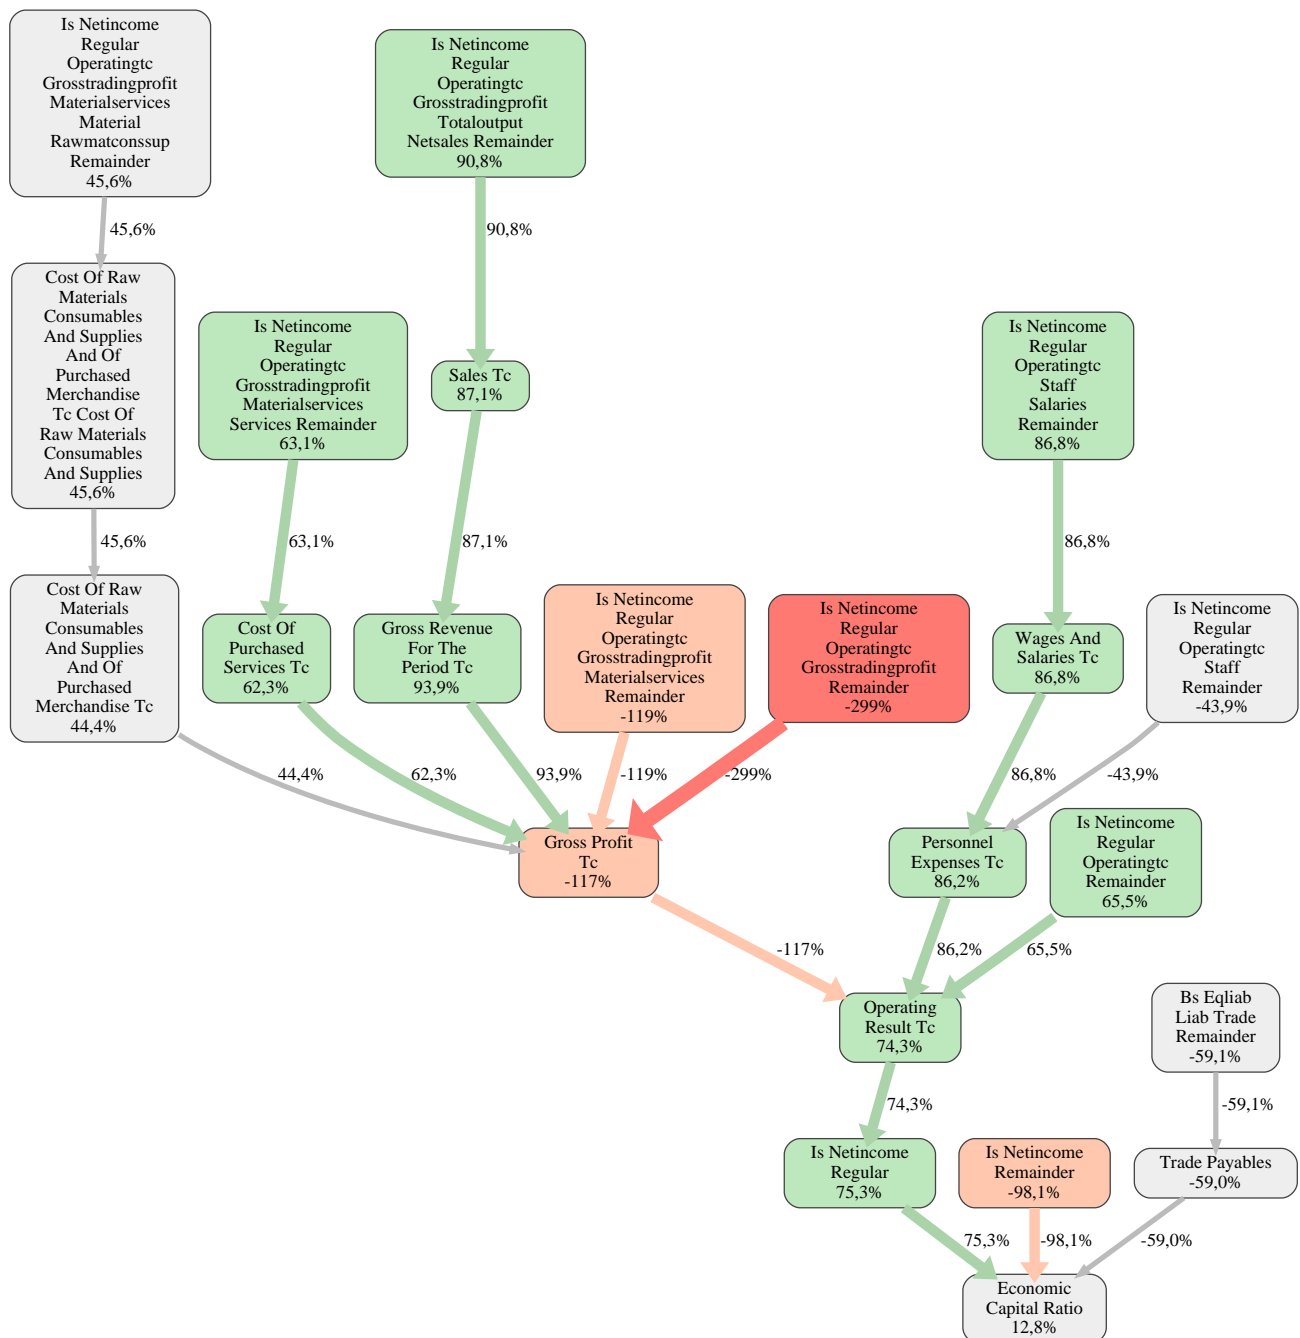 Is Netincome
Regular
Operatingtc
Grosstradingprofit
Materialservices
Material
Rawmatconssup
Remainder
45,6%
Is Netincome
Regular
Operatingtc
Grosstradingprofit
Totaloutput
Netsales Remainder
90,8%
45,6%
90,8%
Cost Of Raw
Materials
Consumables
And Supplies
And Of
Purchased
Merchandise
Tc Cost Of
Raw Materials
Consumables
And Supplies
45,6%
Is Netincome
Regular
Operatingtc
Grosstradingprofit
Materialservices
Services Remainder
63,1%
Sales Tc
87,1%
Is Netincome
Regular
Operatingtc
Staff
Salaries
Remainder
86,8%
45,6%
63,1%
87,1%
86,8%
Cost Of Raw
Materials
Consumables
And Supplies
And Of
Purchased
Merchandise Tc
44,4%
Cost Of
Purchased
Services Tc
62,3%
Gross Revenue
For The
Period Tc
93,9%
Is Netincome
Regular
Operatingtc
Grosstradingprofit
Materialservices
Remainder
-119%
Is Netincome
Regular
Operatingtc
Grosstradingprofit
Remainder
-299%
Wages And
Salaries Tc
86,8%
Is Netincome
Regular
Operatingtc
Staff
Remainder
-43,9%
44,4%
62,3%
93,9%
-119%
-299%
86,8%
-43,9%
Gross Profit
Tc
-117%
Personnel
Expenses Tc
86,2%
Is Netincome
Regular
Operatingtc
Remainder
65,5%
-117%
86,2%
65,5%
Operating
Result Tc
74,3%
Bs Eqliab
Liab Trade
Remainder
-59,1%
74,3%
-59,1%
Is Netincome
Regular
75,3%
Is Netincome
Remainder
-98,1%
Trade Payables
-59,0%
75,3%
-98,1%
-59,0%
Economic
Capital Ratio
12,8%